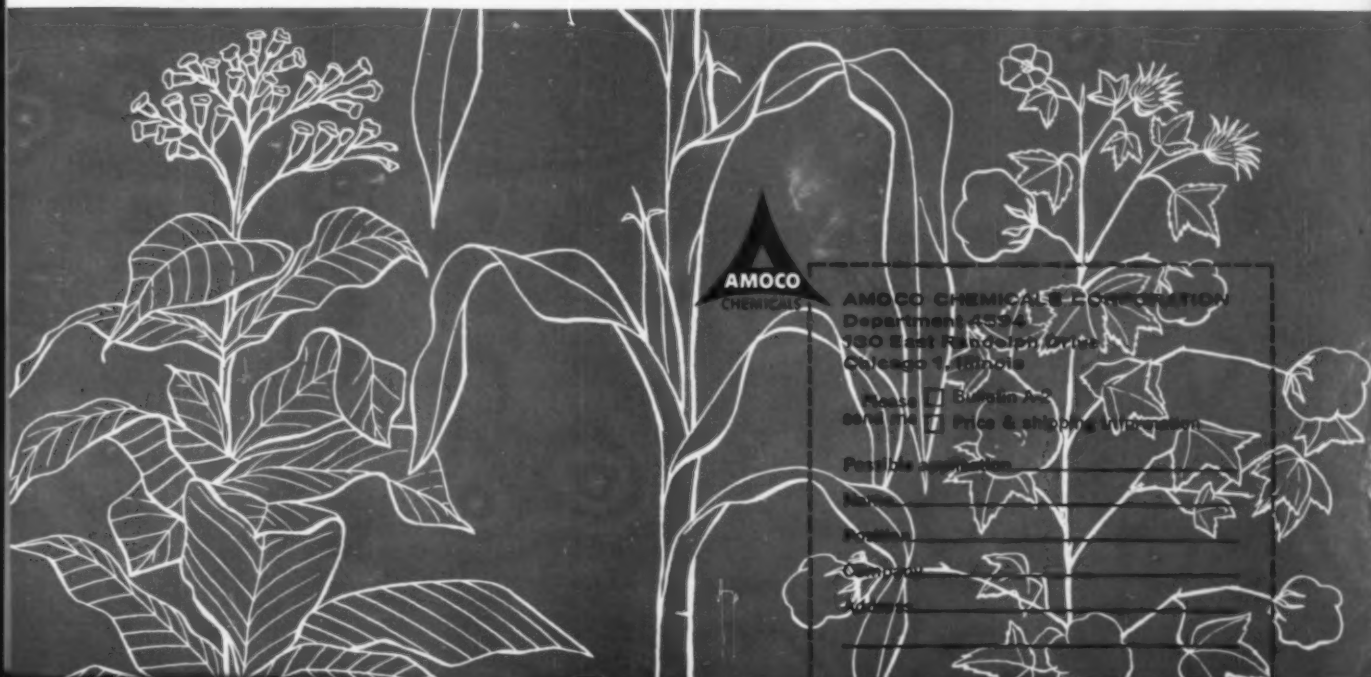 AMOCO
CHEMICALS
AMOCO CHEMICALS CORPORATION
Department 4594
130 East Randolph Drive
Chicago 1, Illinois
Please Bulletin A-2
send me Price & shipping information
Possible application
Name
Position
Company
Address